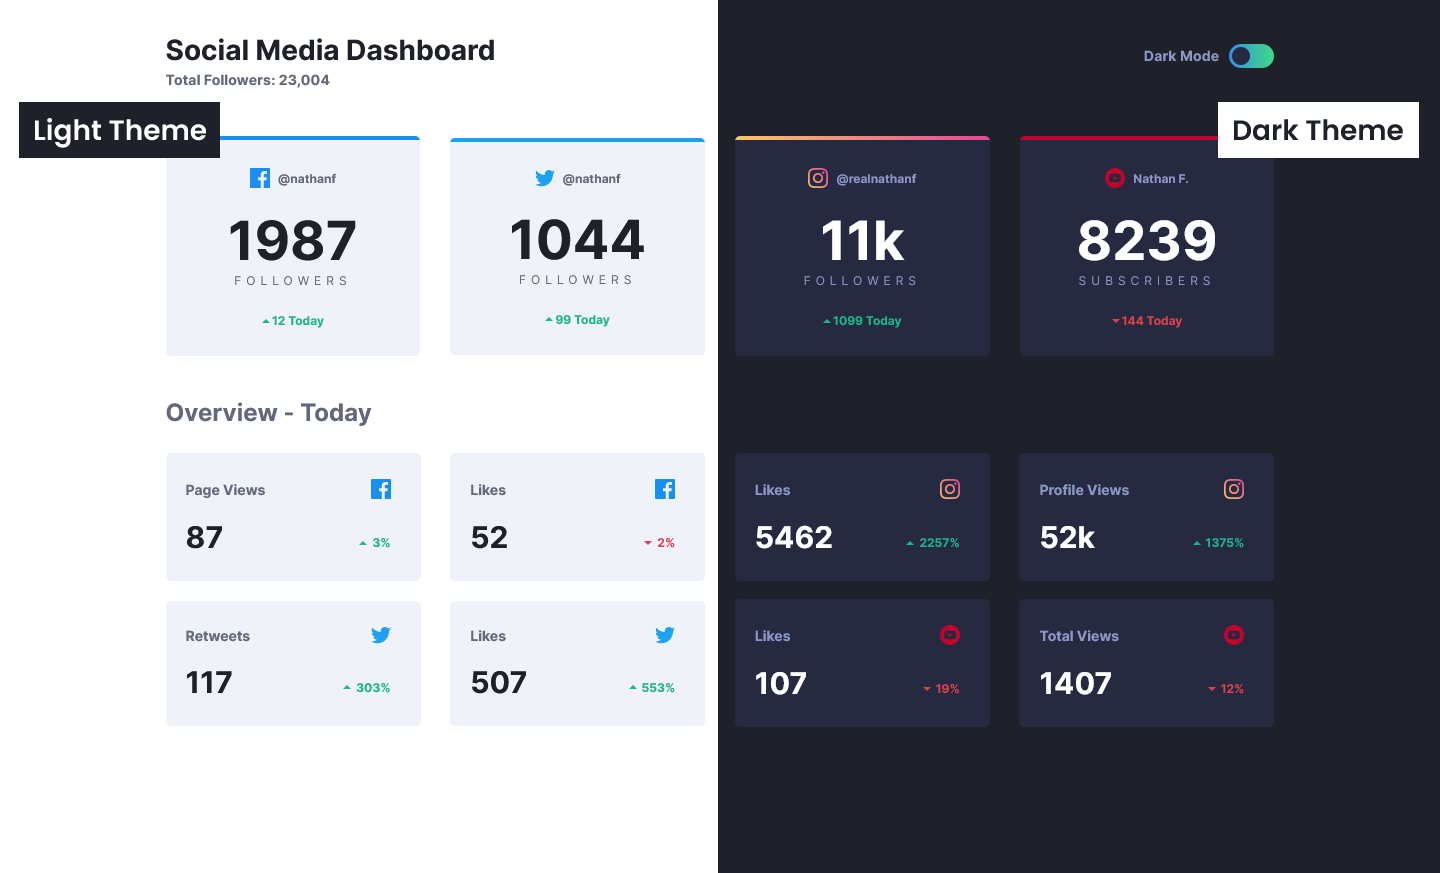 Social Media Dashboard
Total Followers: 23,004
Dark Mode
Light Theme
Dark Theme
@nathanf
1987
FOLLOWERS
12 Today
@nathanf
1044
FOLLOWERS
99 Today
@realnathanf
11k
FOLLOWERS
1099 Today
Nathan F.
8239
SUBSCRIBERS
144 Today
Overview - Today
Page Views
87
3%
Likes
52
2%
Likes
5462
2257%
Profile Views
52k
1375%
Retweets
117
303%
Likes
507
553%
Likes
107
19%
Total Views
1407
12%